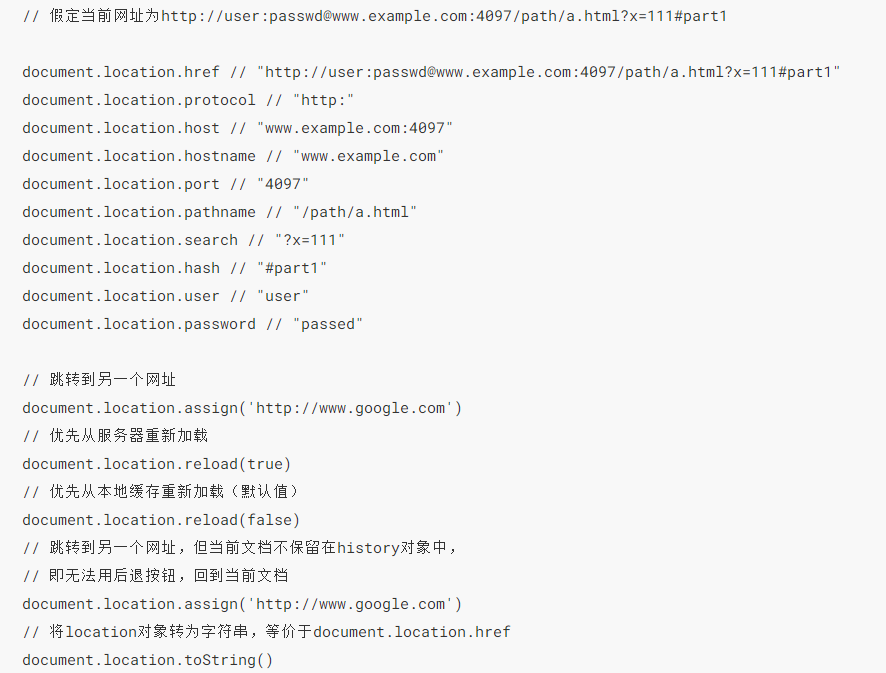 // 假定当前网址为http://user:passwd@www.example.com:4097/path/a.html?x=111#part1
document.location.href // "http://user:passwd@www.example.com:4097/path/a.html?x=111#part1"
document.location.protocol // "http:"
document.location.host // "www.example.com:4097"
document.location.hostname // "www.example.com"
document.location.port // "4097"
document.location.pathname // "/path/a.html"
document.location.search // "?x=111"
document.location.hash // "#part1"
document.location.user // "user"
document.location.password // "passed"
// 跳转到另一个网址
document.location.assign('http://www.google.com')
// 优先从服务器重新加载
document.location.reload(true)
// 优先从本地缓存重新加载（默认值）
document.location.reload(false)
// 跳转到另一个网址，但当前文档不保留在history对象中，
// 即无法用后退按钮，回到当前文档
document.location.assign('http://www.google.com')
// 将location对象转为字符串，等价于document.location.href
document.location.toString()